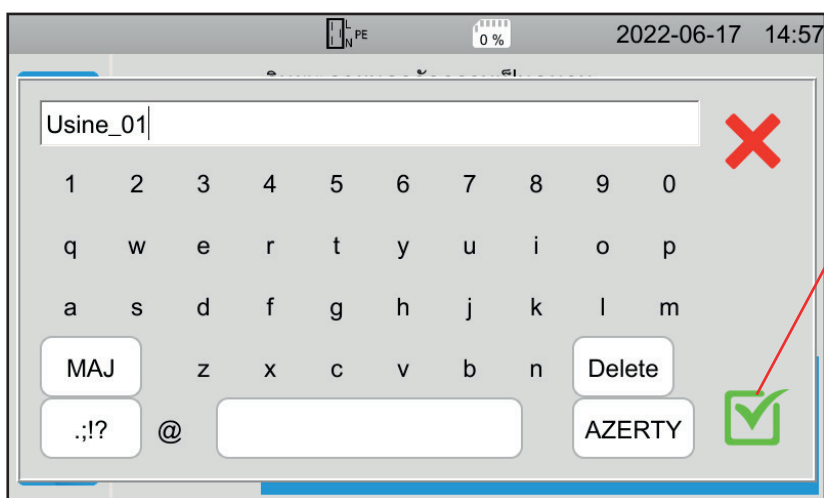 L
N PE 0 % 2022-06-17 14:57
Usine_01
1 2 3 4 5 6 7 8 9 0
q w e r t y u i o p
a s d f g h j k l m
MAJ z x c v b n Delete
.;!? @ AZERTY